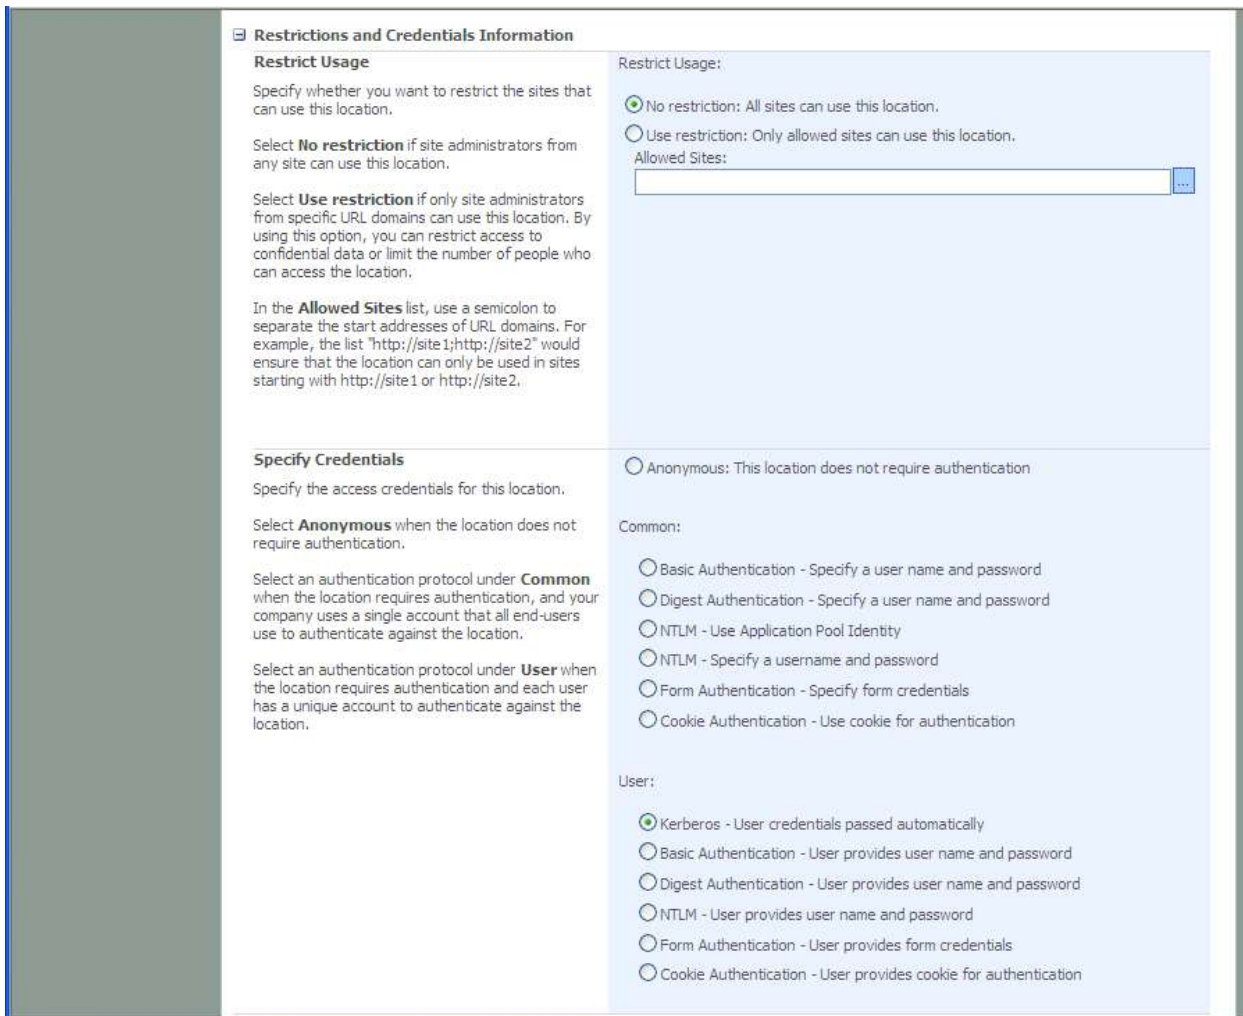 Restrictions and Credentials Information
Restrict Usage
Specify whether you want to restrict the sites that
can use this location.
Select No restriction if site administrators from
any site can use this location.
Select Use restriction if only site administrators
from specific URL domains can use this location. By
using this option, you can restrict access to
confidential data or limit the number of people who
can access the location.
In the Allowed Sites list, use a semicolon to
separate the start addresses of URL domains. For
example, the list "http://site1;http://site2" would
ensure that the location can only be used in sites
starting with http://site1 or http://site2.
Restrict Usage:
No restriction: All sites can use this location.
Use restriction: Only allowed sites can use this location.
Allowed Sites:
...
Specify Credentials
Specify the access credentials for this location.
Select Anonymous when the location does not
require authentication.
Select an authentication protocol under Common
when the location requires authentication, and your
company uses a single account that all end-users
use to authenticate against the location.
Select an authentication protocol under User when
the location requires authentication and each user
has a unique account to authenticate against the
location.
Anonymous: This location does not require authentication
Common:
Basic Authentication - Specify a user name and password
Digest Authentication - Specify a user name and password
NTLM - Use Application Pool Identity
NTLM - Specify a username and password
Form Authentication - Specify form credentials
Cookie Authentication - Use cookie for authentication
User:
Kerberos - User credentials passed automatically
Basic Authentication - User provides user name and password
Digest Authentication - User provides user name and password
NTLM - User provides user name and password
Form Authentication - User provides form credentials
Cookie Authentication - User provides cookie for authentication